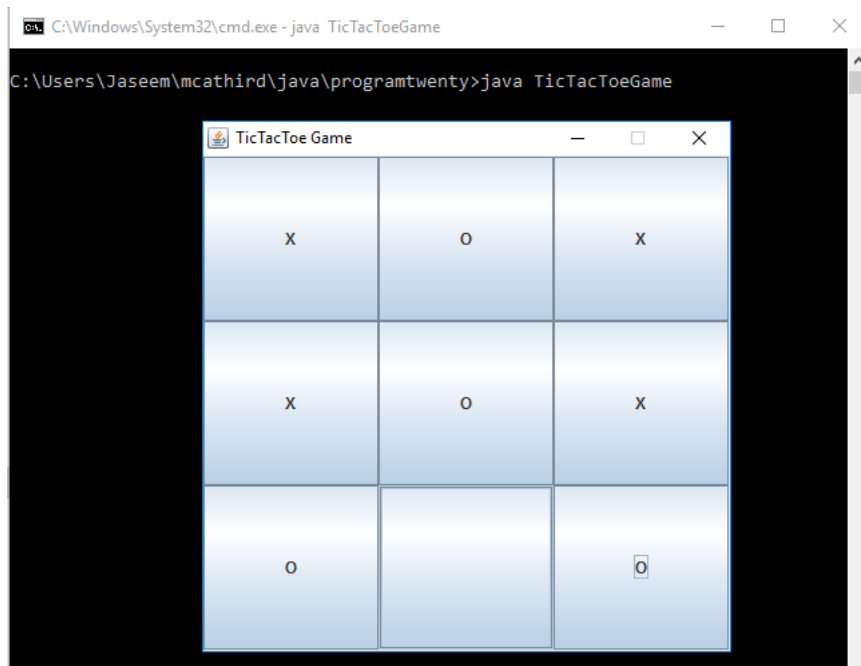 C:\Windows\System32\cmd.exe - java  TicTacToeGame
C:\Users\Jaseem\mcathird\java\programtwenty>java TicTacToeGame
TicTacToe Game
X O X
X O X
O O